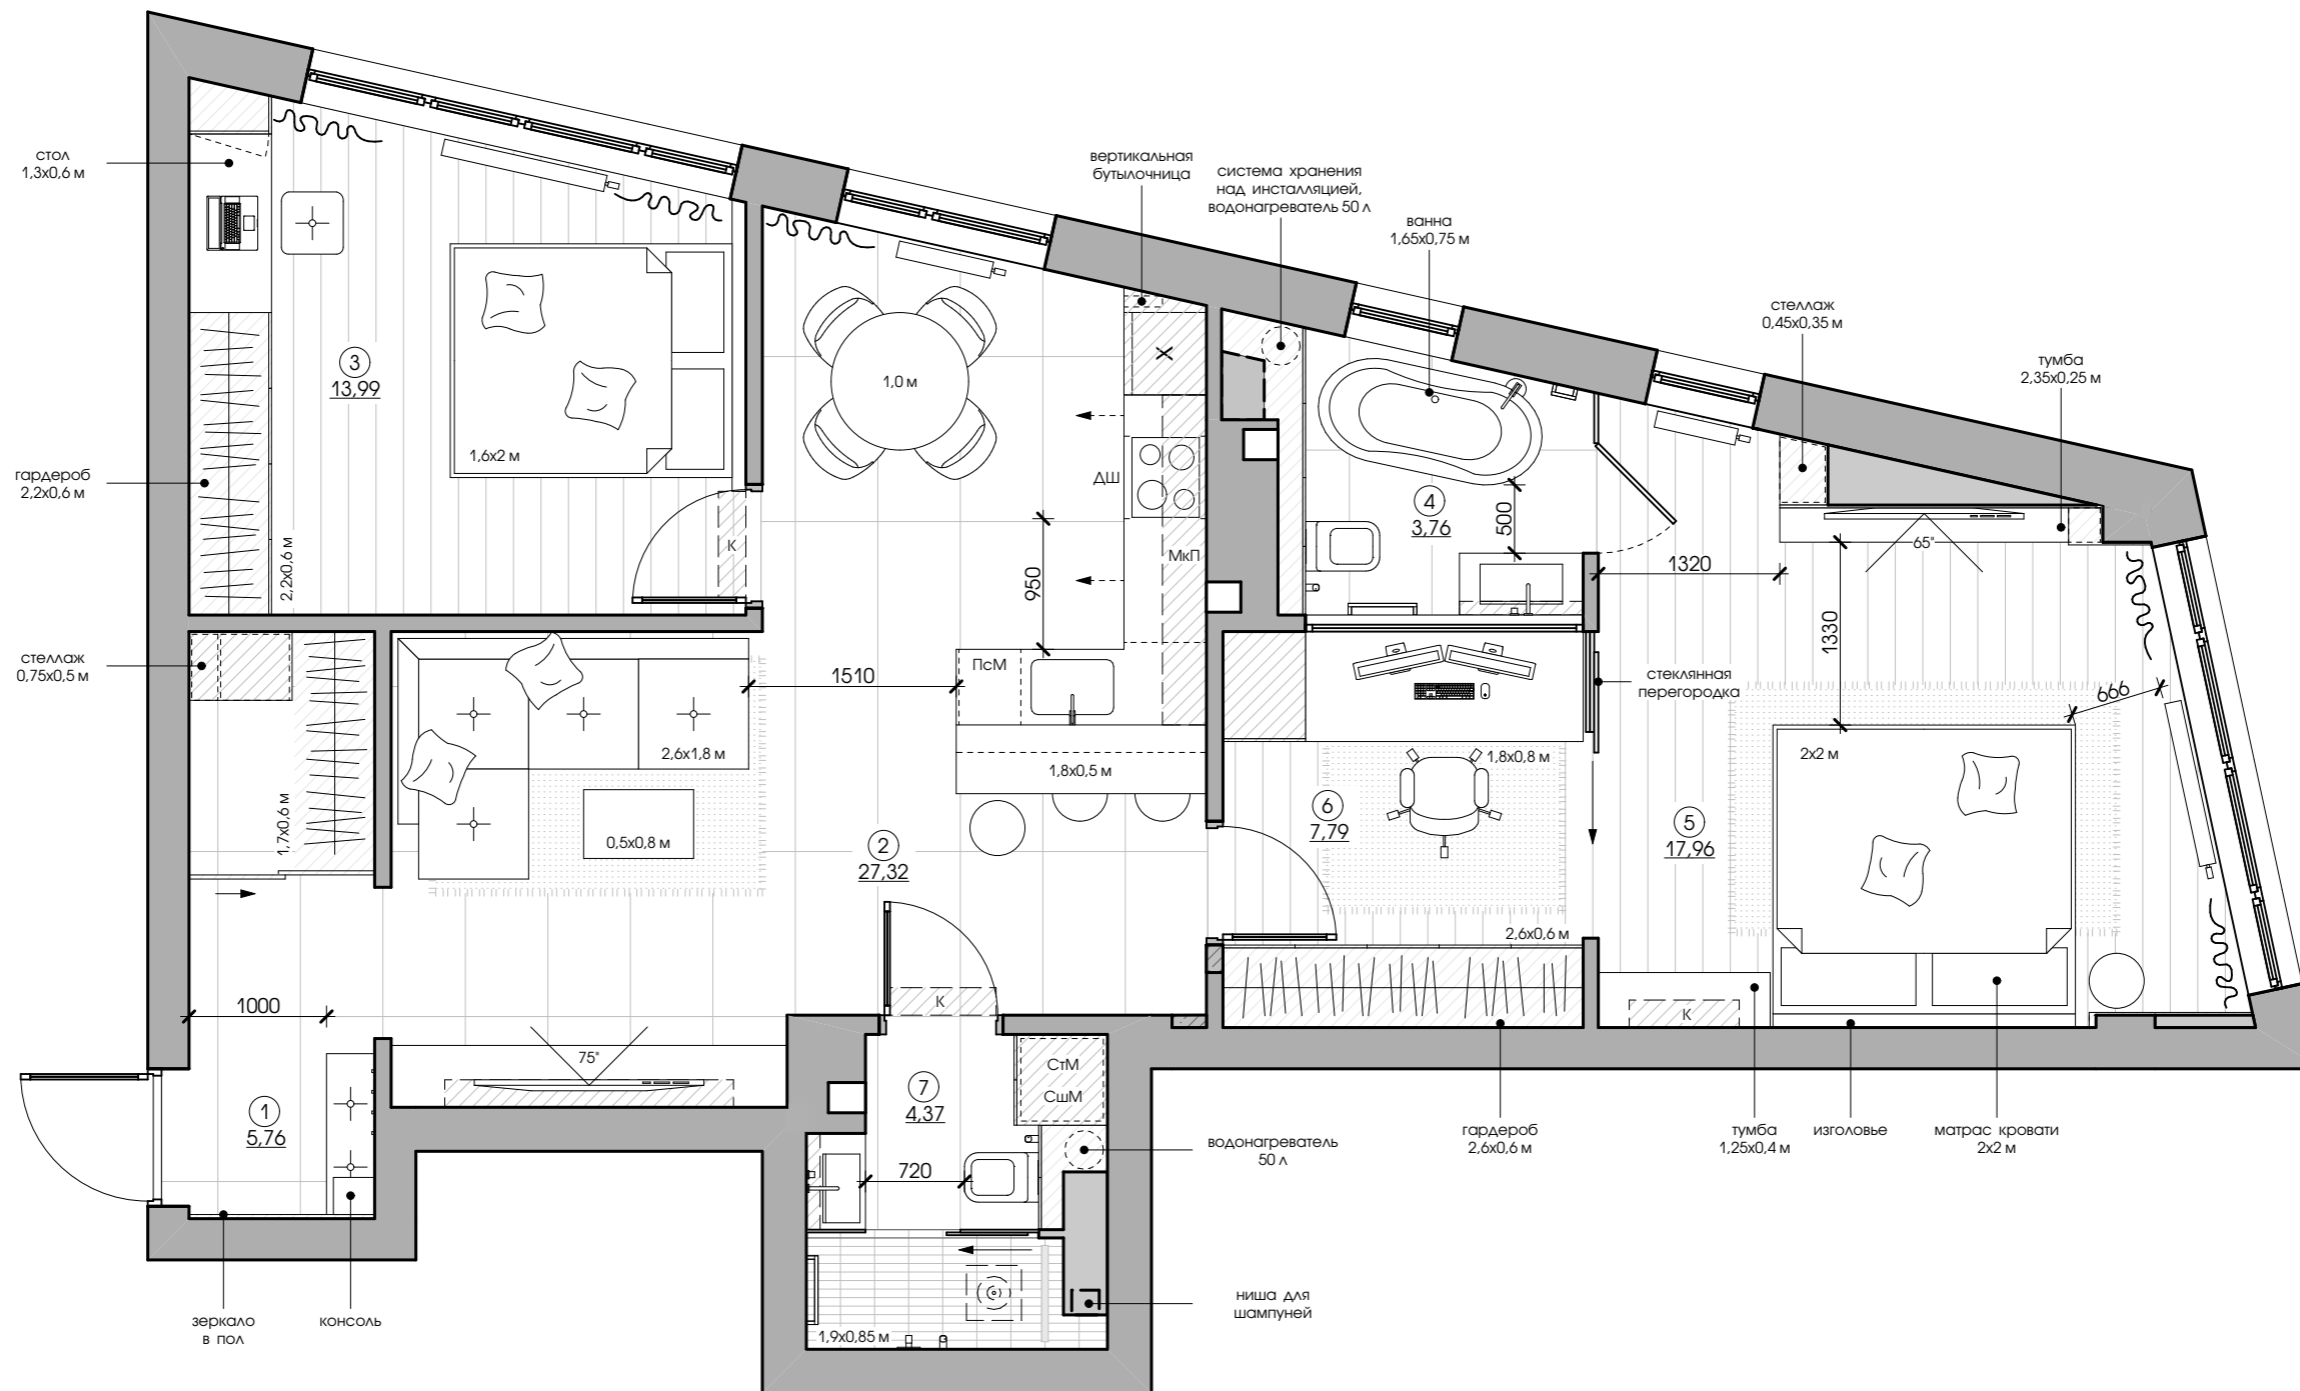 стол
1,3х0,6 м
гардероб
2,2х0,6 м
стеллаж
0,75х0,5 м
3
13,99
1,6х2 м
2,2х0,6 м
К
вертикальная
бутылочница
система хранения
над инсталляцией,
водонагреватель 50 л
ванна
1,65х0,75 м
стеллаж
0,45х0,35 м
тумба
2,35х0,25 м
1,0 м
Х
ДШ
МкП
950
ПсМ
1510
1,8х0,5 м
2,6х1,8 м
0,5х0,8 м
1,7х0,6 м
2
27,32
4
3,76
500
1320
65°
1330
666
стеклянная
перегородка
1,8х0,8 м
6
7,79
2,6х0,6 м
5
17,96
2х2 м
К
1000
75°
К
1
5,76
7
4,37
СтМ
СшМ
720
1,9х0,85 м
водонагреватель
50 л
ниша для
шампуней
гардероб
2,6х0,6 м
тумба
1,25х0,4 м
изголовье
матрас кровати
2х2 м
зеркало
в пол
консоль